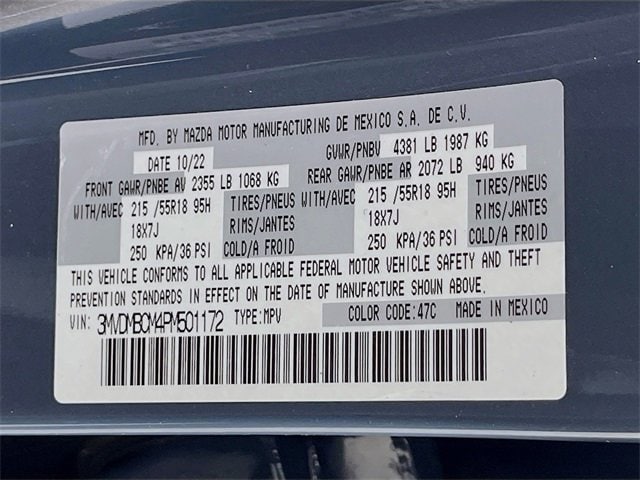 MFD. BY MAZDA MOTOR MANUFACTURING DE MEXICO S.A. DE C.V.
DATE 10/22 GVWR/PNBV 4381 LB 1987 KG
FRONT GAWR/PNBE AV 2355 LB 1068 KG REAR GAWR/PNBE AR 2072 LB 940 KG
WITH/AVEC 215 /55R18 95H TIRES/PNEUS WITH/AVEC 215 /55R18 95H TIRES/PNEUS
18X7J RIMS/JANTES 18X7J RIMS/JANTES
250 KPA/36 PSI COLD/A FROID 250 KPA/36 PSI COLD/A FROID
THIS VEHICLE CONFORMS TO ALL APPLICABLE FEDERAL MOTOR VEHICLE SAFETY AND THEFT
PREVENTION STANDARDS IN EFFECT ON THE DATE OF MANUFACTURE SHOWN ABOVE.
VIN: 3MVDMBCM4PM501172 TYPE:MPV COLOR CODE:47C MADE IN MEXICO